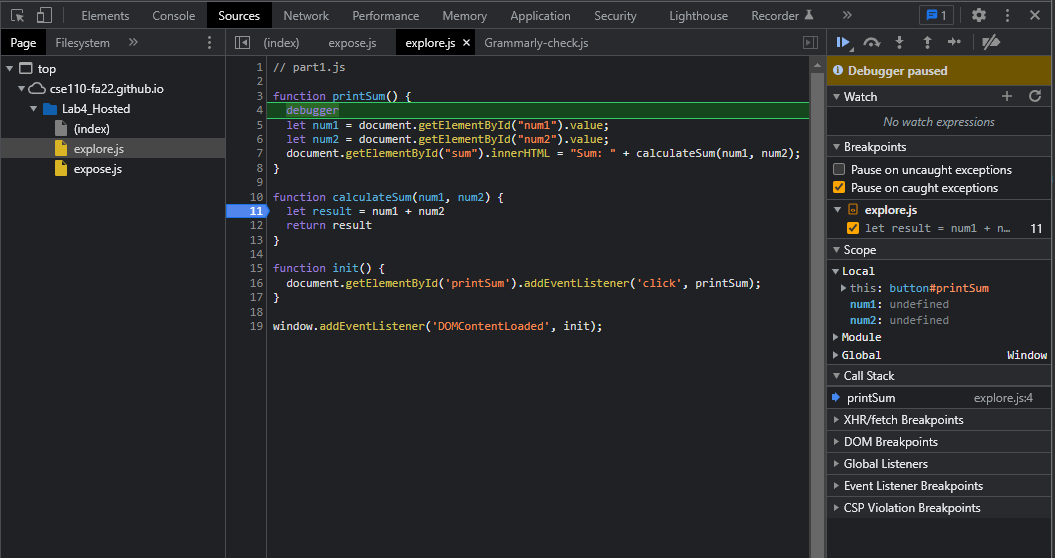 Elements Console Sources Network Performance Memory Application Security Lighthouse Recorder » 1
Page Filesystem » (index) expose.js explore.js × Grammarly-check.js
top
cse110-fa22.github.io
Lab4_Hosted
(index)
explore.js
expose.js
1 // part1.js
2
3 function printSum() {
4 debugger
5 let num1 = document.getElementById("num1").value;
6 let num2 = document.getElementById("num2").value;
7 document.getElementById("sum").innerHTML = "Sum: " + calculateSum(num1, num2);
8 }
9
10 function calculateSum(num1, num2) {
11 let result = num1 + num2
12 return result
13 }
14
15 function init() {
16 document.getElementById('printSum').addEventListener('click', printSum);
17 }
18
19 window.addEventListener('DOMContentLoaded', init);
Debugger paused
Watch
No watch expressions
Breakpoints
Pause on uncaught exceptions
Pause on caught exceptions
explore.js
let result = num1 + n… 11
Scope
Local
this: button#printSum
num1: undefined
num2: undefined
Module
Global Window
Call Stack
printSum explore.js:4
XHR/fetch Breakpoints
DOM Breakpoints
Global Listeners
Event Listener Breakpoints
CSP Violation Breakpoints